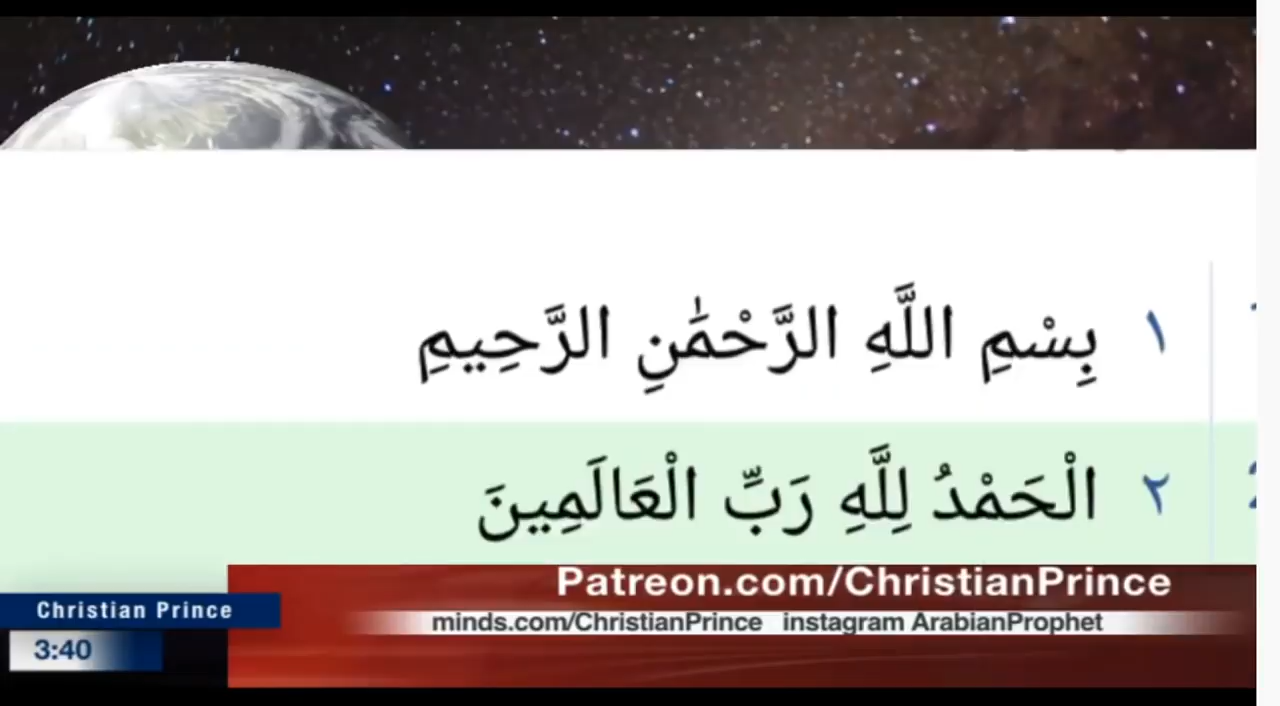 ١ بِسْمِ اللَّهِ الرَّحْمَٰنِ الرَّحِيمِ
٢ الْحَمْدُ لِلَّهِ رَبِّ الْعَالَمِينَ
Patreon.com/ChristianPrince
Christian Prince
minds.com/ChristianPrince instagram ArabianProphet
3:40